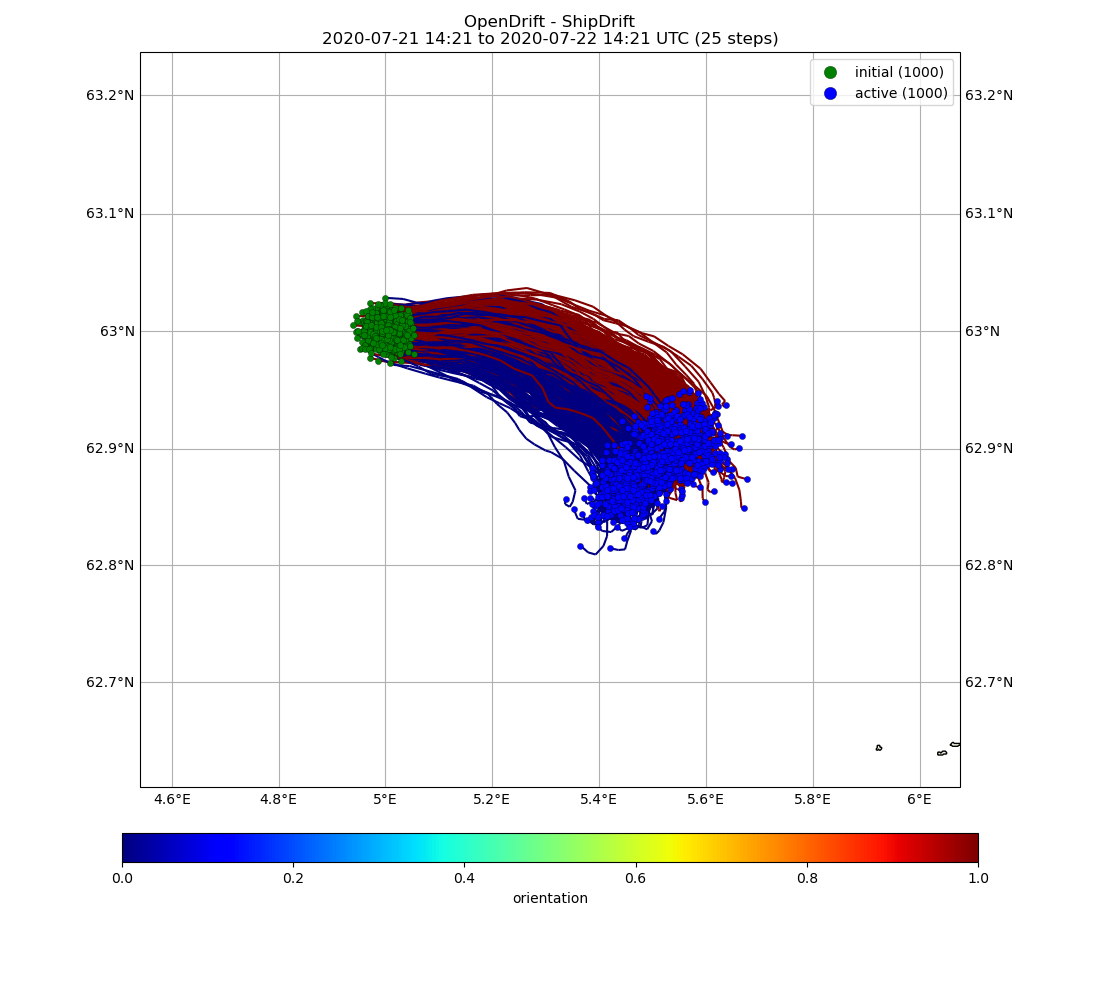 OpenDrift - ShipDrift
2020-07-21 14:21 to 2020-07-22 14:21 UTC (25 steps)
initial (1000)
active (1000)
63.2°N 63.2°N
63.1°N 63.1°N
63°N 63°N
62.9°N 62.9°N
62.8°N 62.8°N
62.7°N 62.7°N
4.6°E 4.8°E 5°E 5.2°E 5.4°E 5.6°E 5.8°E 6°E
0.0 0.2 0.4 0.6 0.8 1.0
orientation